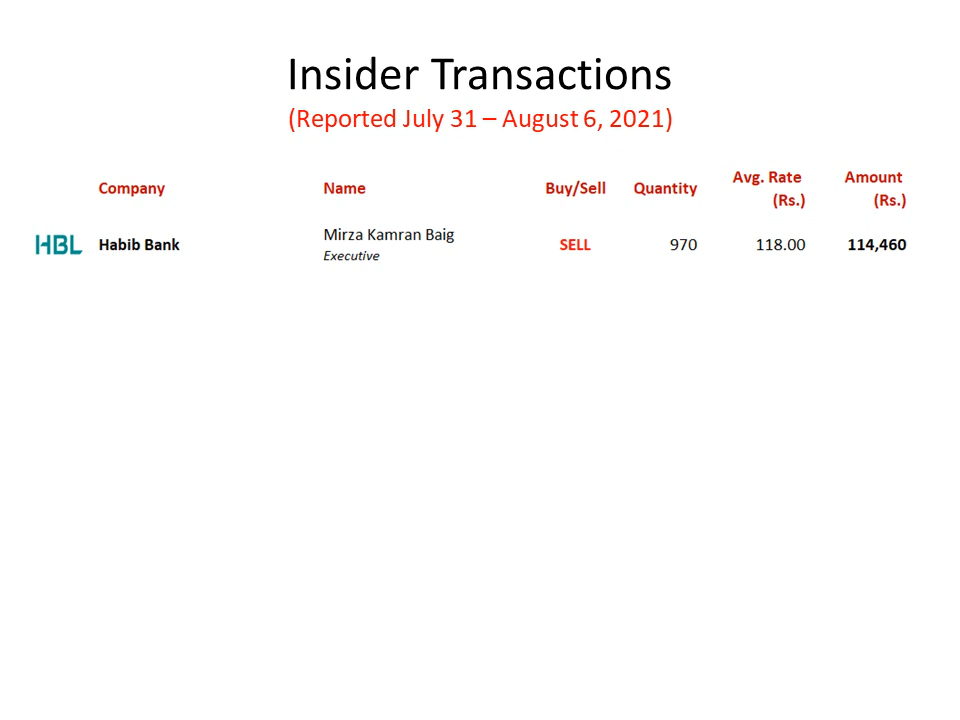 Insider Transactions
(Reported July 31 – August 6, 2021)
Company Name Buy/Sell Quantity Avg. Rate (Rs.) Amount (Rs.)
HBL Habib Bank Mirza Kamran Baig SELL 970 118.00 114,460
Executive